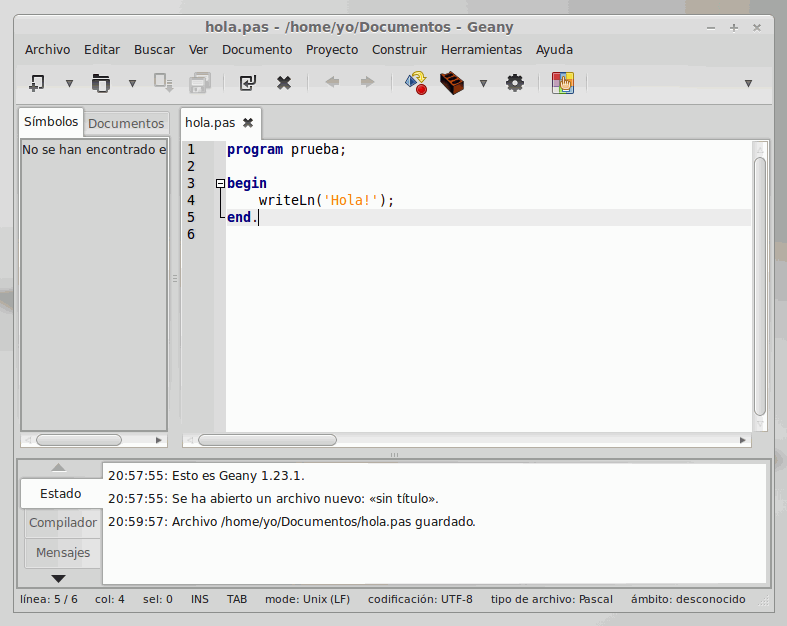 hola.pas - /home/yo/Documentos - Geany
Archivo Editar Buscar Ver Documento Proyecto Construir Herramientas Ayuda
Símbolos Documentos
hola.pas
No se han encontrado e
1 program prueba;
2
3 begin
4     writeLn('Hola!');
5 end.
6
20:57:55: Esto es Geany 1.23.1.
Estado
20:57:55: Se ha abierto un archivo nuevo: «sin título».
Compilador
20:59:57: Archivo /home/yo/Documentos/hola.pas guardado.
Mensajes
línea: 5 / 6 col: 4 sel: 0 INS TAB mode: Unix (LF) codificación: UTF-8 tipo de archivo: Pascal ámbito: desconocido